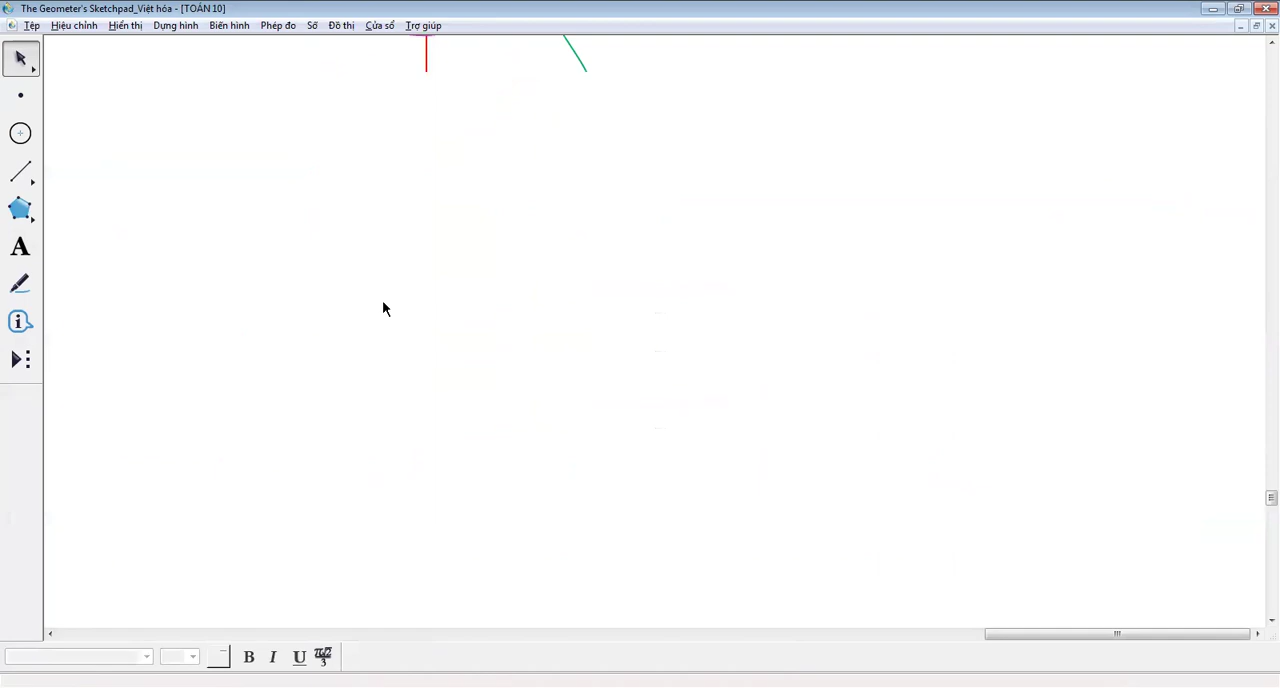 The Geometer's Sketchpad_Việt hóa - [TOÁN 10]
Tệp Hiệu chỉnh Hiển thị Dựng hình Biến hình Phép đo Số Đồ thị Cửa sổ Trợ giúp
A
B I U